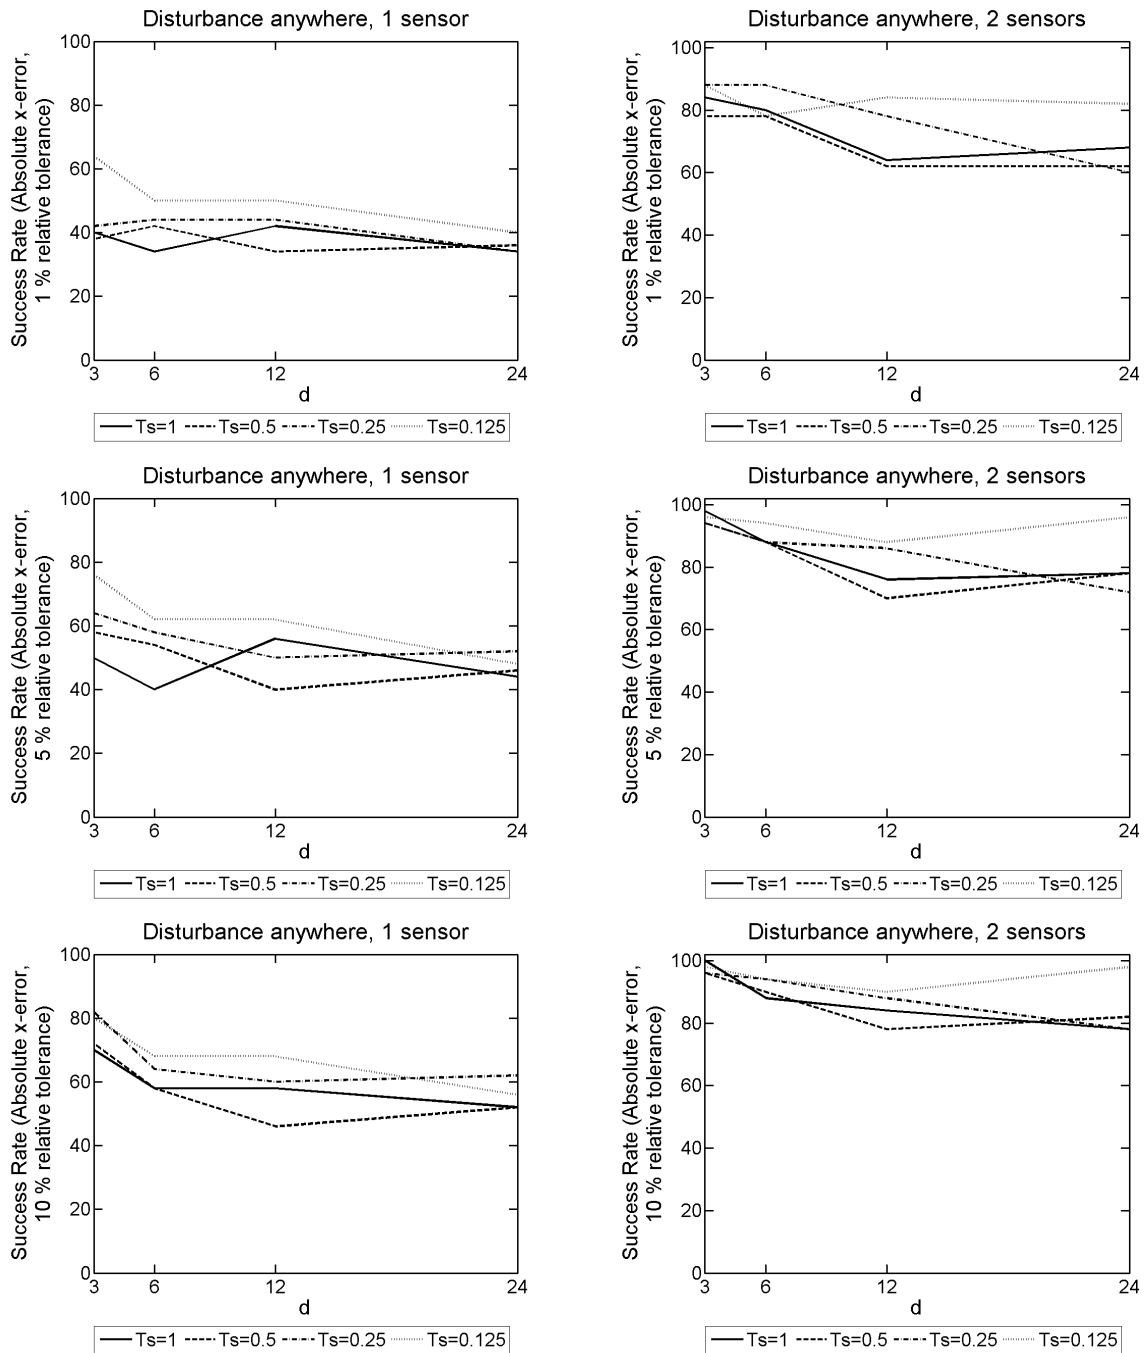 Disturbance anywhere, 1 sensor
Success Rate (Absolute x-error,
1 % relative tolerance)
100
80
60
40
20
0
3 6 12 24
d
Ts=1 Ts=0.5 Ts=0.25 Ts=0.125
Disturbance anywhere, 2 sensors
Success Rate (Absolute x-error,
1 % relative tolerance)
100
80
60
40
20
0
3 6 12 24
d
Ts=1 Ts=0.5 Ts=0.25 Ts=0.125
Disturbance anywhere, 1 sensor
Success Rate (Absolute x-error,
5 % relative tolerance)
100
80
60
40
20
0
3 6 12 24
d
Ts=1 Ts=0.5 Ts=0.25 Ts=0.125
Disturbance anywhere, 2 sensors
Success Rate (Absolute x-error,
5 % relative tolerance)
100
80
60
40
20
0
3 6 12 24
d
Ts=1 Ts=0.5 Ts=0.25 Ts=0.125
Disturbance anywhere, 1 sensor
Success Rate (Absolute x-error,
10 % relative tolerance)
100
80
60
40
20
0
3 6 12 24
d
Ts=1 Ts=0.5 Ts=0.25 Ts=0.125
Disturbance anywhere, 2 sensors
Success Rate (Absolute x-error,
10 % relative tolerance)
100
80
60
40
20
0
3 6 12 24
d
Ts=1 Ts=0.5 Ts=0.25 Ts=0.125